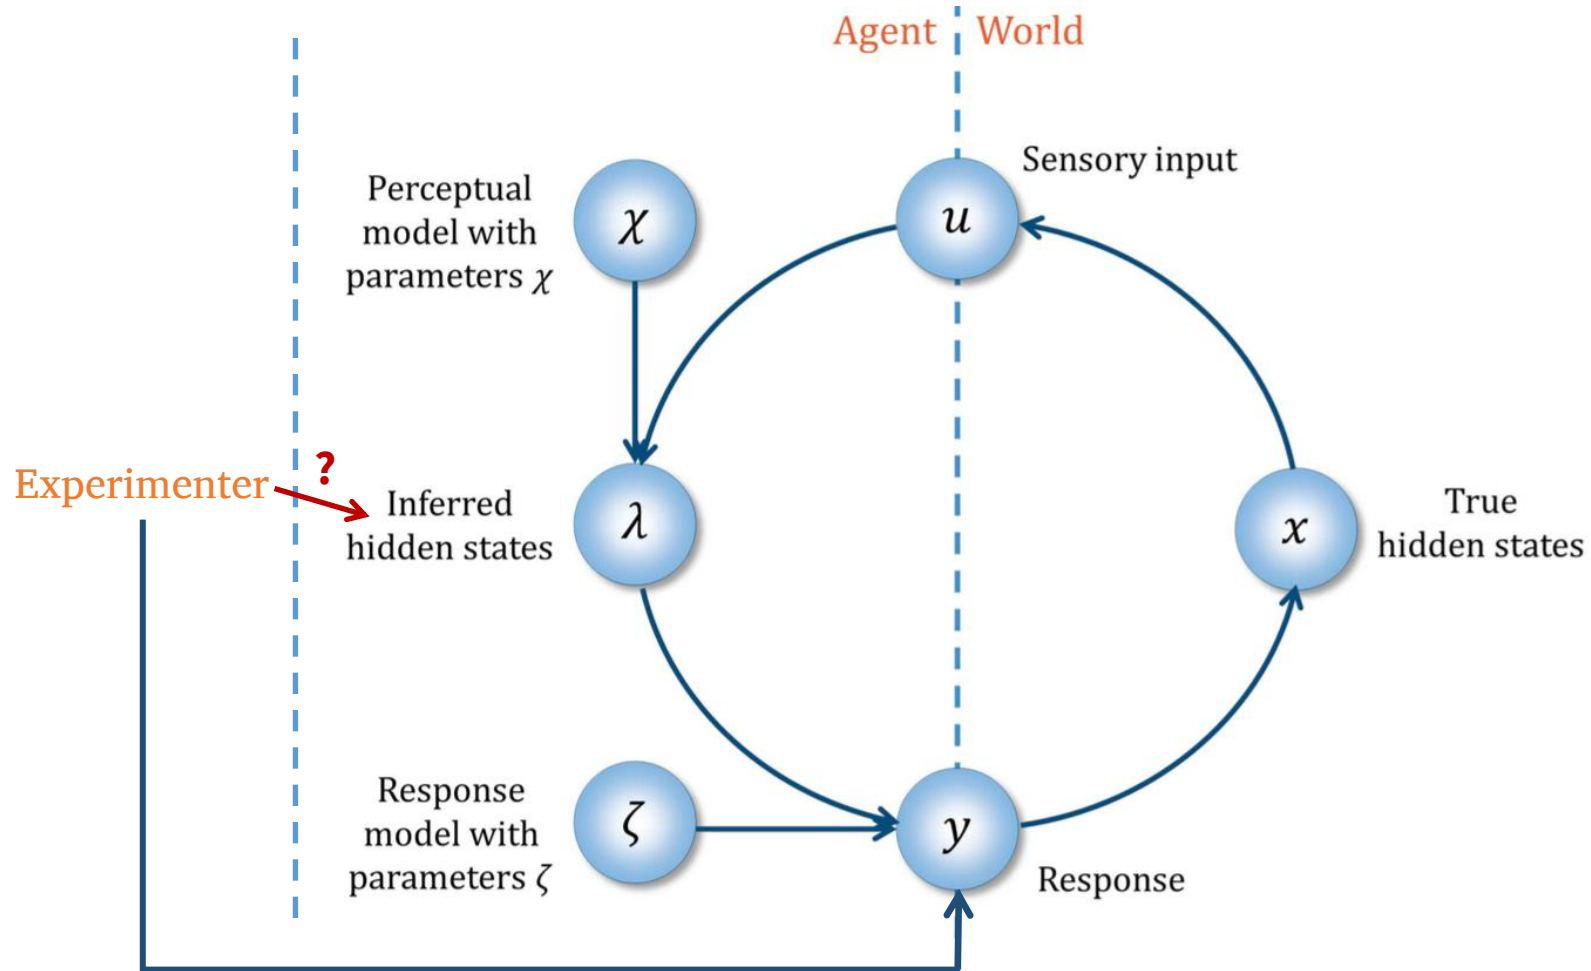 Agent
World
Sensory input
Perceptual
model with
parameters χ
χ
u
Experimenter
?
Inferred
hidden states
λ
x
True
hidden states
Response
model with
parameters ζ
ζ
y
Response